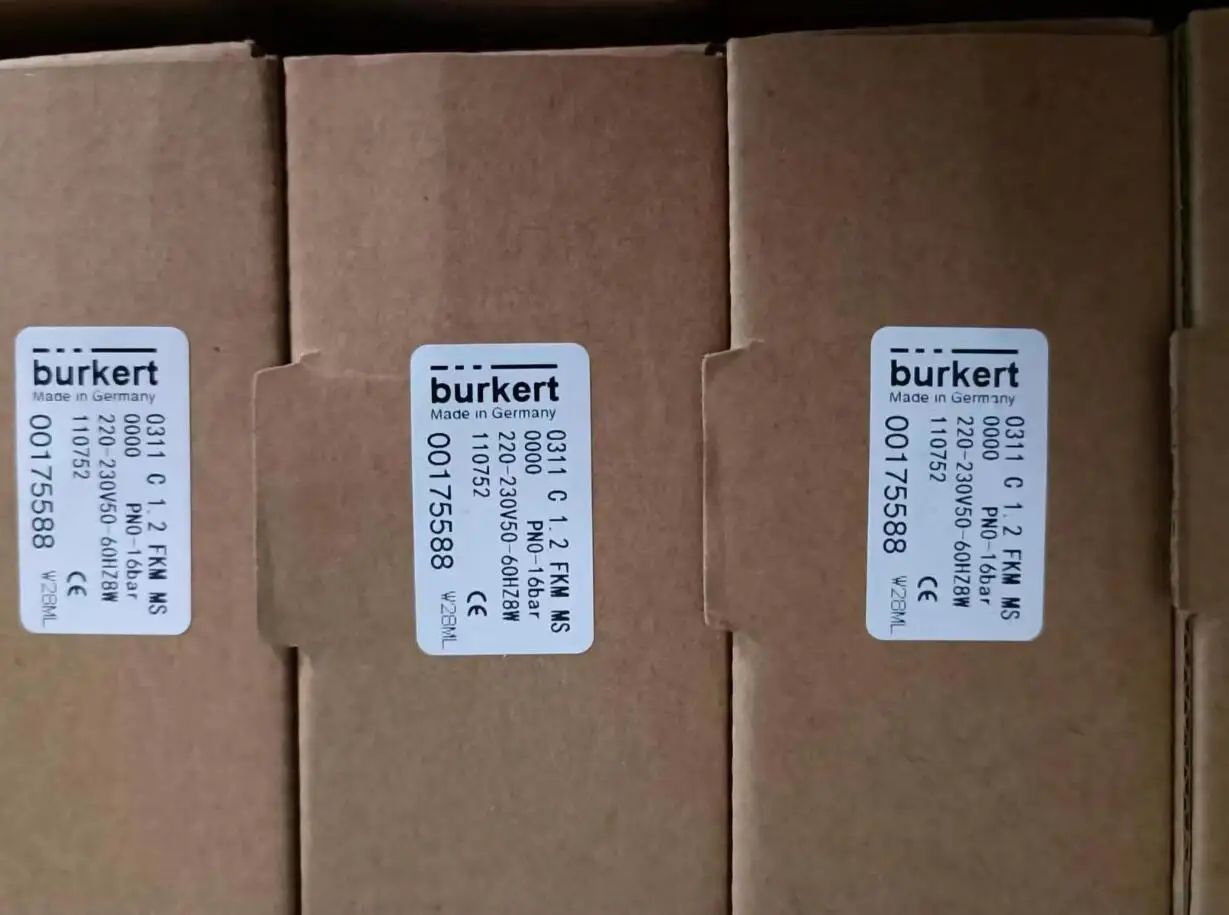 burkert
Made in Germany
0311 C 1.2 FKM MS
0000 PN0-16bar
220-230V50-60HZ8W
110752
CE
00175588
W28ML
burkert
Made in Germany
0311 C 1.2 FKM MS
0000 PN0-16bar
220-230V50-60HZ8W
110752
CE
00175588
W28ML
burkert
Made in Germany
0311 C 1.2 FKM MS
0000 PN0-16bar
220-230V50-60HZ8W
110752
CE
00175588
W28ML